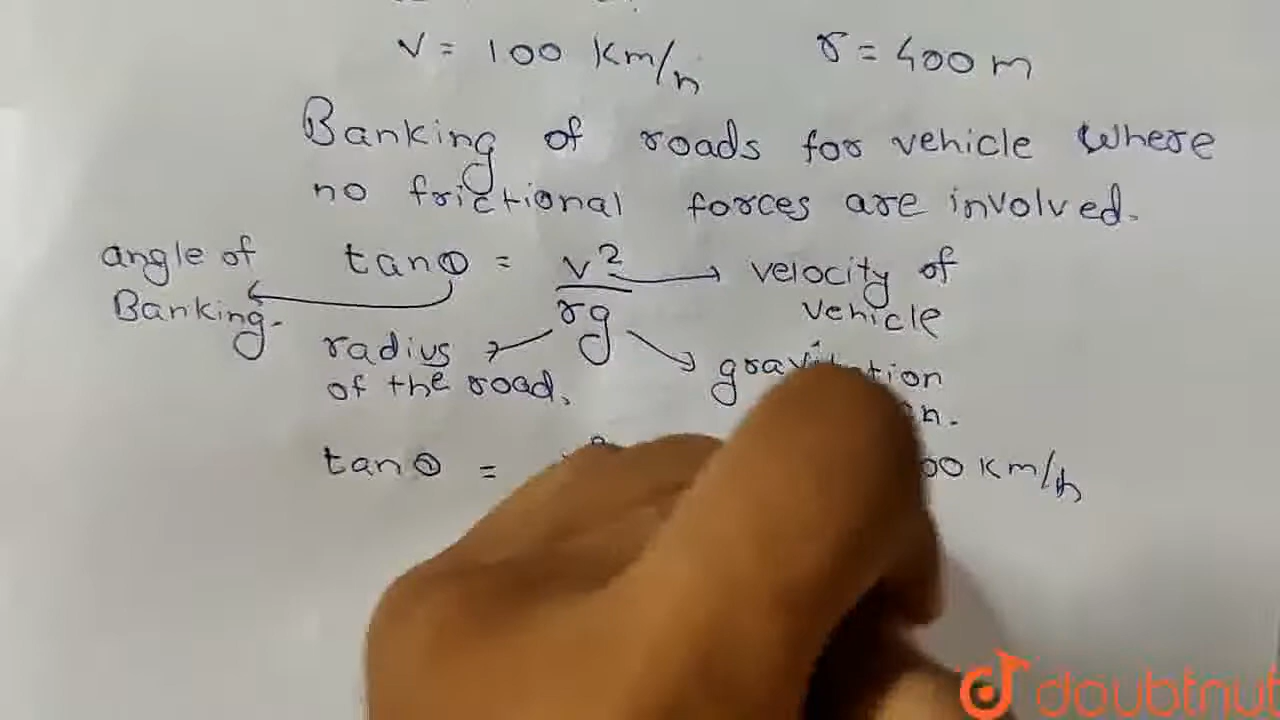 v = 100 Km/h r = 400 m
Banking of roads for vehicle where
no frictional forces are involved.
angle of Banking. tanθ = v²/rg → velocity of vehicle
radius of the road.
tanθ = 00 Km/h
doubtnut